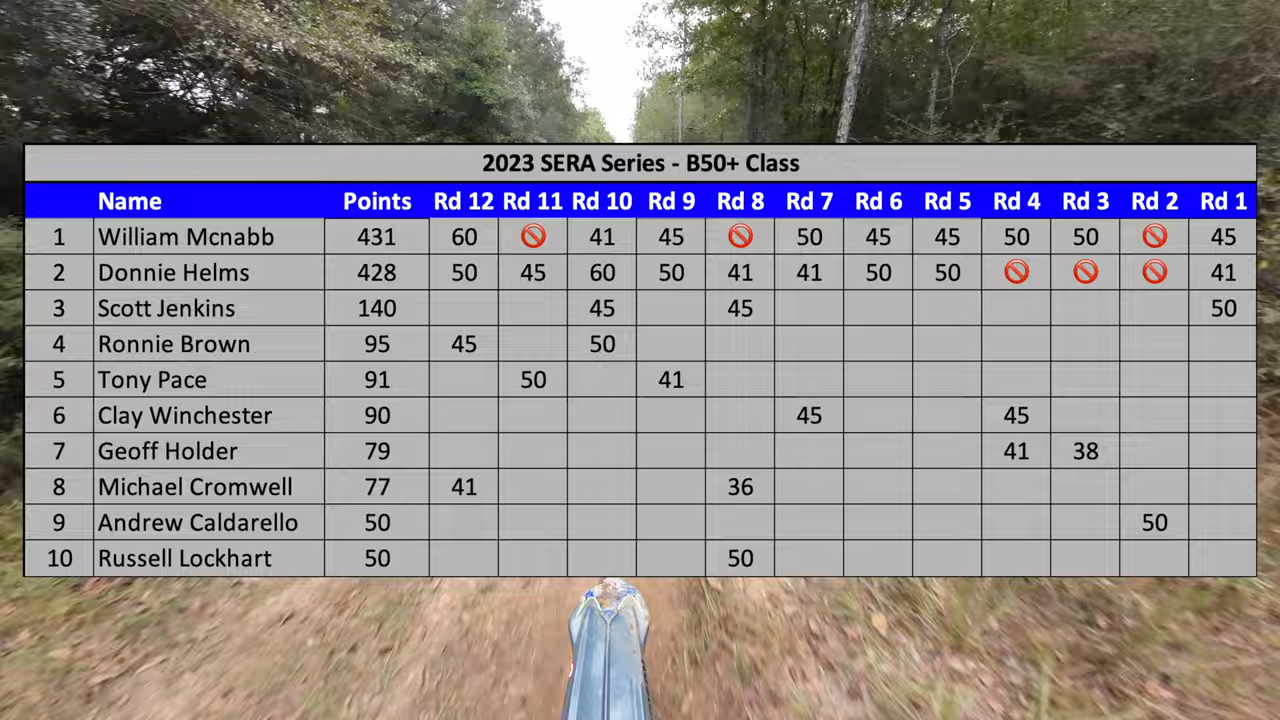 2023 SERA Series - B50+ Class
Name Points Rd 12 Rd 11 Rd 10 Rd 9 Rd 8 Rd 7 Rd 6 Rd 5 Rd 4 Rd 3 Rd 2 Rd 1
1 William Mcnabb 431 60 🚫 41 45 🚫 50 45 45 50 50 🚫 45
2 Donnie Helms 428 50 45 60 50 41 41 50 50 🚫 🚫 🚫 41
3 Scott Jenkins 140 45 45 50
4 Ronnie Brown 95 45 50
5 Tony Pace 91 50 41
6 Clay Winchester 90 45 45
7 Geoff Holder 79 41 38
8 Michael Cromwell 77 41 36
9 Andrew Caldarello 50 50
10 Russell Lockhart 50 50